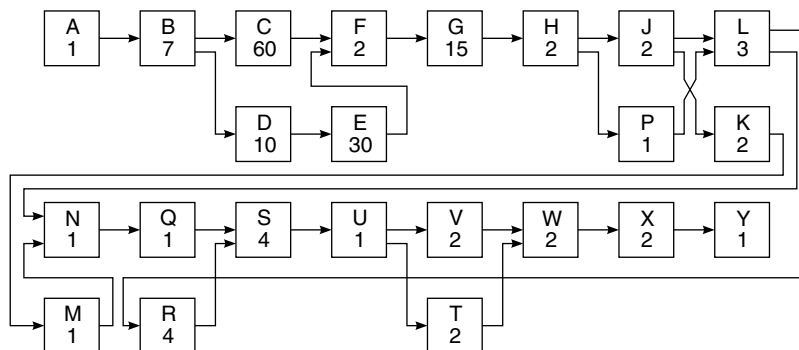 A B C F G H J L
1 7 60 2 15 2 2 3
D E P K
10 30 1 2
N Q S U V W X Y
1 1 4 1 2 2 2 1
M R T
1 4 2